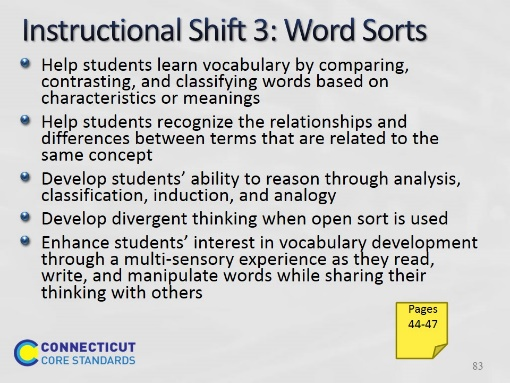 Instructional Shift 3: Word Sorts
Help students learn vocabulary by comparing,
contrasting, and classifying words based on
characteristics or meanings
Help students recognize the relationships and
differences between terms that are related to the
same concept
Develop students’ ability to reason through analysis,
classification, induction, and analogy
Develop divergent thinking when open sort is used
Enhance students’ interest in vocabulary development
through a multi-sensory experience as they read,
write, and manipulate words while sharing their
thinking with others
Pages
44-47
CONNECTICUT
CORE STANDARDS
83